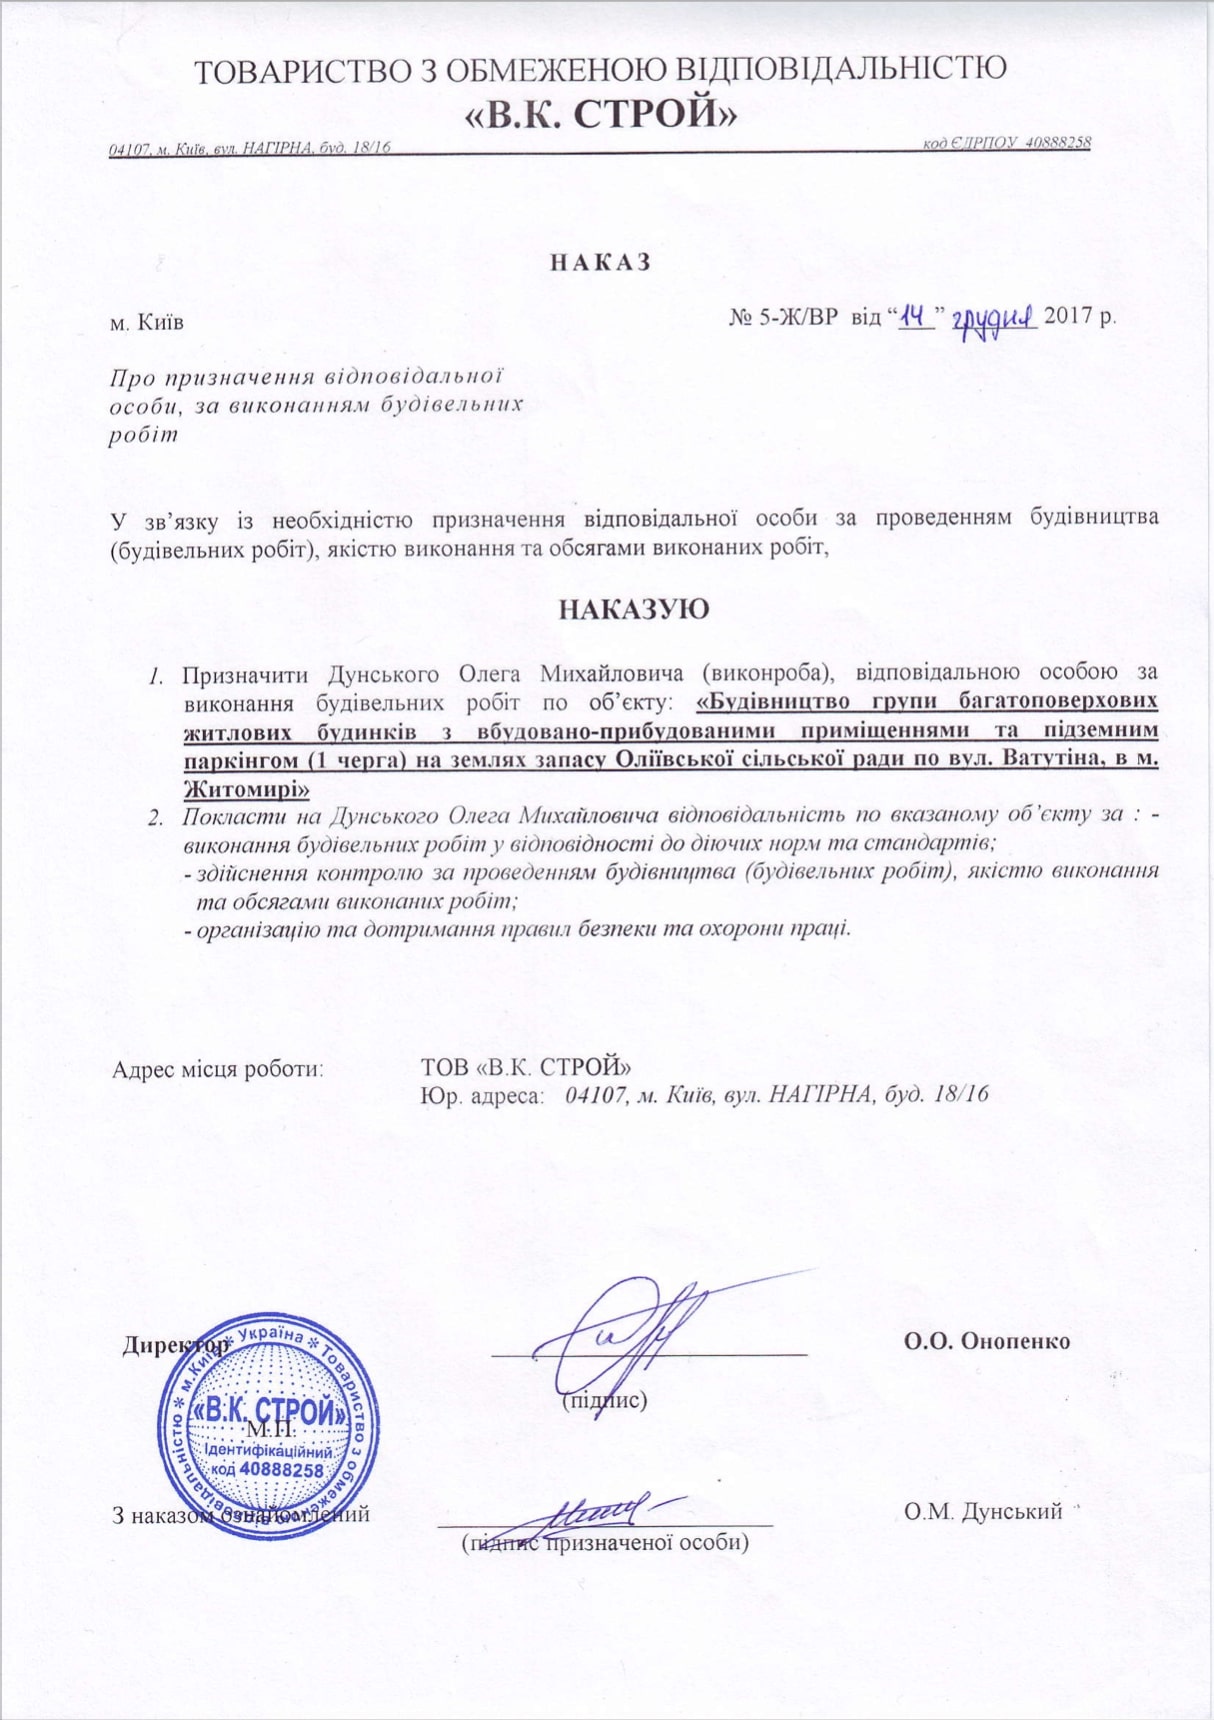 ТОВАРИСТВО З ОБМЕЖЕНОЮ ВІДПОВІДАЛЬНІСТЮ
«В.К. СТРОЙ»
04107, м. Київ, вул. НАГІРНА, буд. 18/16 код ЄДРПОУ 40888258
НАКАЗ
м. Київ № 5-Ж/ВР від “14” грудня 2017 р.
Про призначення відповідальної
особи, за виконанням будівельних
робіт
У зв’язку із необхідністю призначення відповідальної особи за проведенням будівництва
(будівельних робіт), якістю виконання та обсягами виконаних робіт,
НАКАЗУЮ
1. Призначити Дунського Олега Михайловича (виконроба), відповідальною особою за
виконання будівельних робіт по об’єкту: «Будівництво групи багатоповерхових
житлових будинків з вбудовано-прибудованими приміщеннями та підземним
паркінгом (1 черга) на землях запасу Оліївської сільської ради по вул. Ватутіна, в м.
Житомирі»
2. Покласти на Дунського Олега Михайловича відповідальність по вказаному об’єкту за : -
виконання будівельних робіт у відповідності до діючих норм та стандартів;
- здійснення контролю за проведенням будівництва (будівельних робіт), якістю виконання
та обсягами виконаних робіт;
- організацію та дотримання правил безпеки та охорони праці.
Адрес місця роботи: ТОВ «В.К. СТРОЙ»
Юр. адреса: 04107, м. Київ, вул. НАГІРНА, буд. 18/16
Директор О.О. Онопенко
(підпис)
М.П.
Україна * Товариство з обмеженою відповідальністю * м.Київ *
«В.К. СТРОЙ»
Ідентифікаційний
код 40888258
З наказом ознайомлений О.М. Дунський
(підпис призначеної особи)